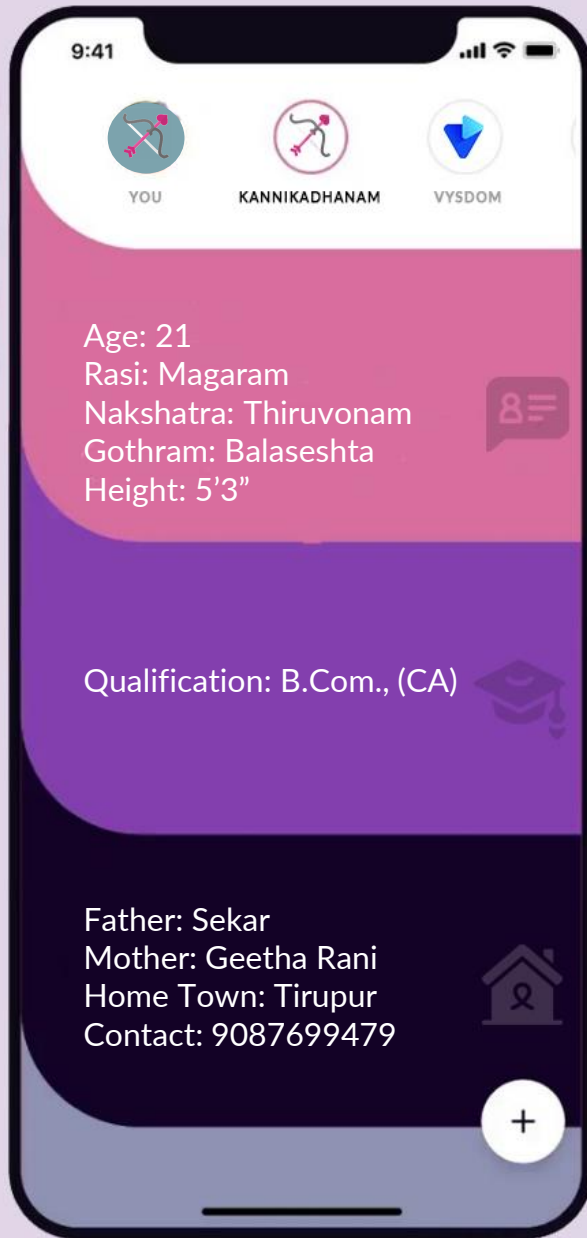 9:41
YOU
KANNIKADHANAM
VYSDOM
Age: 21
Rasi: Magaram
Nakshatra: Thiruvonam
Gothram: Balaseshta
Height: 5’3”
Qualification: B.Com., (CA)
Father: Sekar
Mother: Geetha Rani
Home Town: Tirupur
Contact: 9087699479